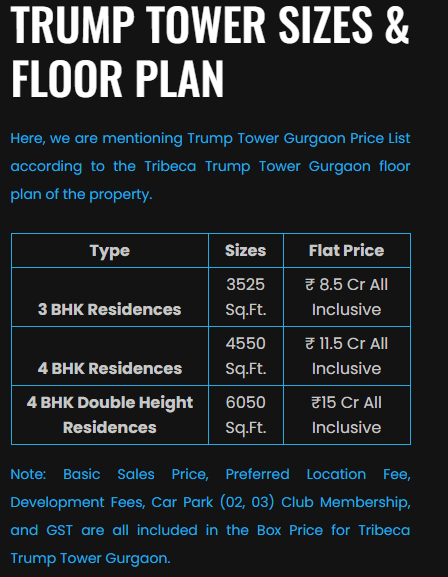 TRUMP TOWER SIZES &
FLOOR PLAN
Here, we are mentioning Trump Tower Gurgaon Price List
according to the Tribeca Trump Tower Gurgaon floor
plan of the property.
Type Sizes Flat Price
3 BHK Residences 3525 Sq.Ft. ₹ 8.5 Cr All Inclusive
4 BHK Residences 4550 Sq.Ft. ₹ 11.5 Cr All Inclusive
4 BHK Double Height Residences 6050 Sq.Ft. ₹15 Cr All Inclusive
Note: Basic Sales Price, Preferred Location Fee,
Development Fees, Car Park (02, 03) Club Membership,
and GST are all included in the Box Price for Tribeca
Trump Tower Gurgaon.